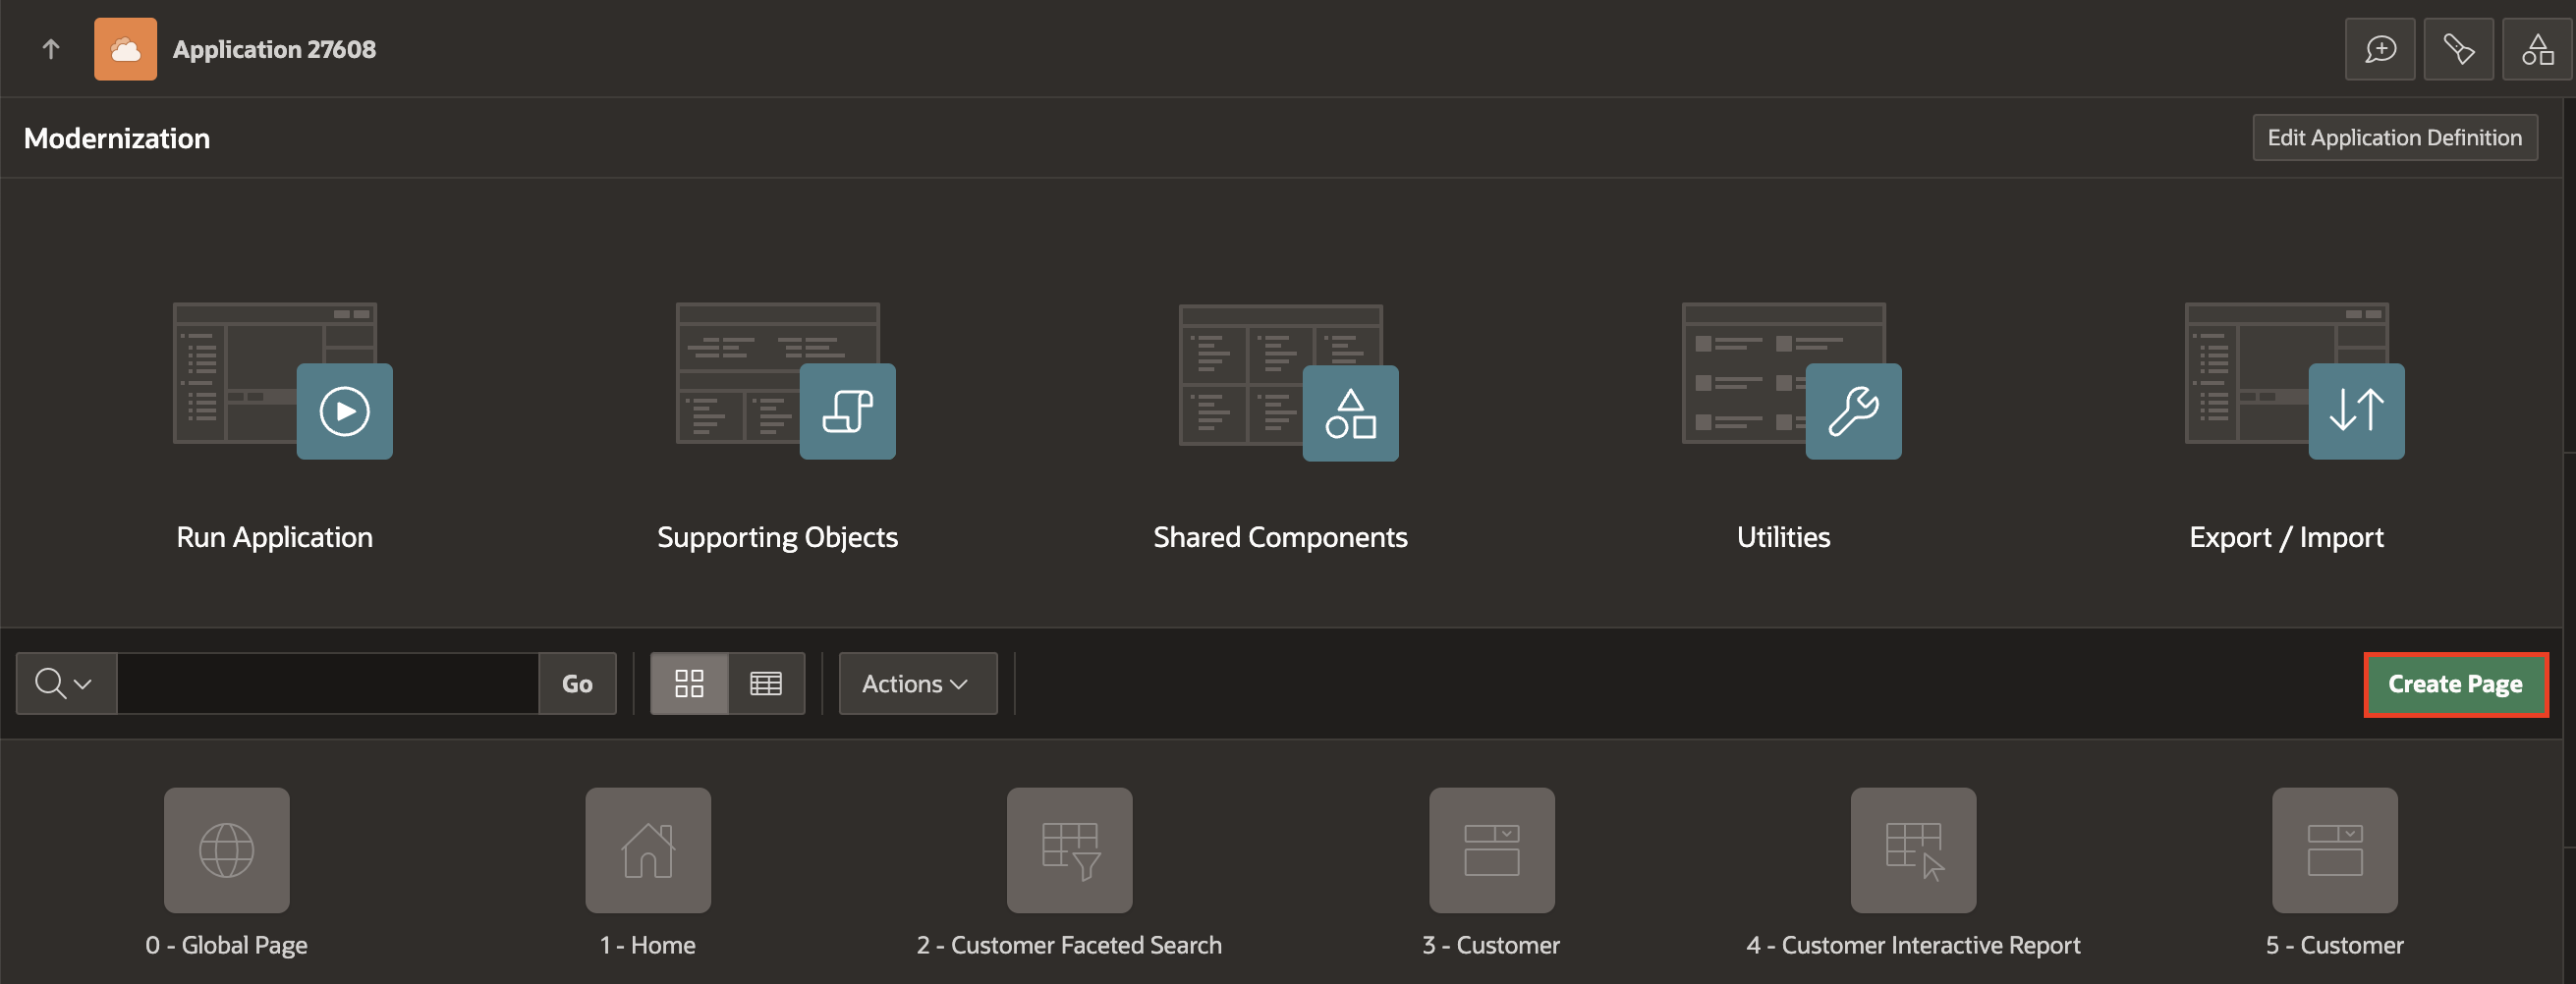 Application 27608
Modernization
Edit Application Definition
Run Application
Supporting Objects
Shared Components
Utilities
Export / Import
Go
Actions
Create Page
0 - Global Page
1 - Home
2 - Customer Faceted Search
3 - Customer
4 - Customer Interactive Report
5 - Customer